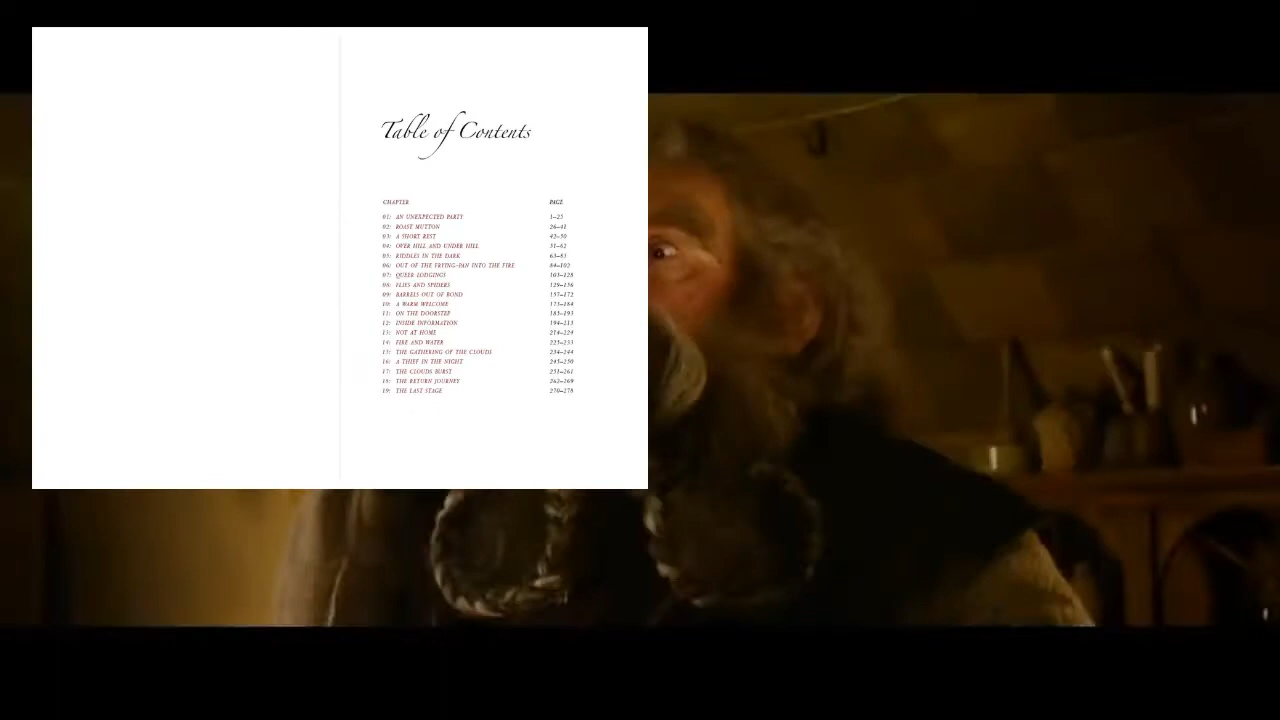 Table of Contents
CHAPTER PAGE
01: AN UNEXPECTED PARTY 1–25
02: ROAST MUTTON 26–41
03: A SHORT REST 42–50
04: OVER HILL AND UNDER HILL 51–62
05: RIDDLES IN THE DARK 63–83
06: OUT OF THE FRYING-PAN INTO THE FIRE 84–102
07: QUEER LODGINGS 103–128
08: FLIES AND SPIDERS 129–156
09: BARRELS OUT OF BOND 157–172
10: A WARM WELCOME 173–184
11: ON THE DOORSTEP 185–193
12: INSIDE INFORMATION 194–213
13: NOT AT HOME 214–224
14: FIRE AND WATER 225–233
15: THE GATHERING OF THE CLOUDS 234–244
16: A THIEF IN THE NIGHT 245–250
17: THE CLOUDS BURST 251–261
18: THE RETURN JOURNEY 262–269
19: THE LAST STAGE 270–278